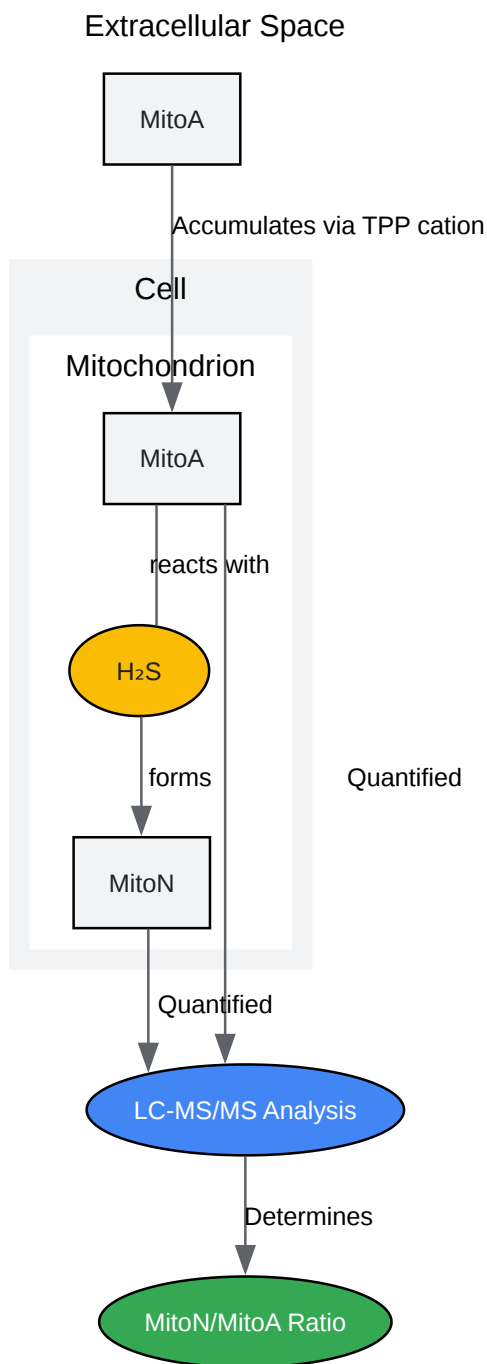 Extracellular Space
MitoA
Accumulates via TPP cation
Cell
Mitochondrion
MitoA
reacts with
H₂S
forms
Quantified
MitoN
Quantified
LC-MS/MS Analysis
Determines
MitoN/MitoA Ratio